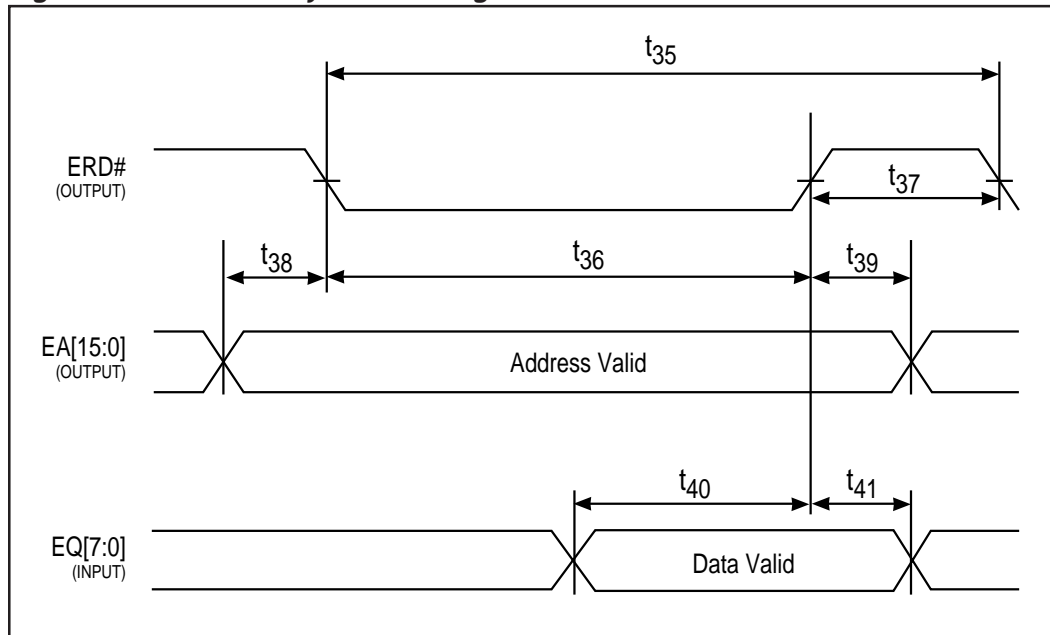 t35
ERD#
(OUTPUT)
t37
t38
t36
t39
EA[15:0]
(OUTPUT)
Address Valid
t40
t41
EQ[7:0]
(INPUT)
Data Valid